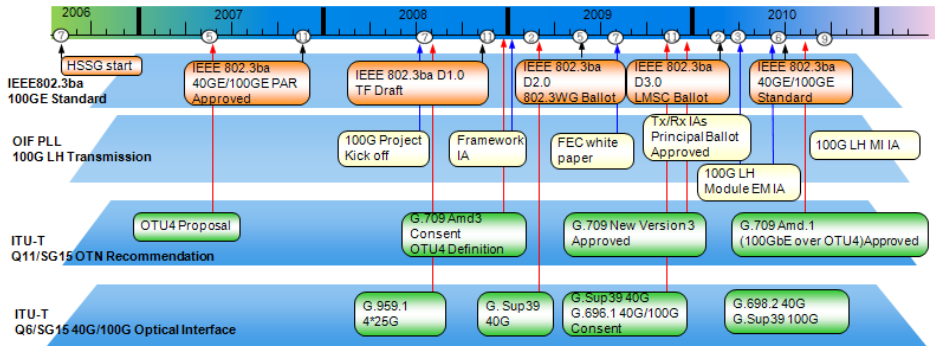 2006
2007
2008
2009
2010
7
5
11
7
11
2
5
7
11
2
3
6
9
HSSG start
IEEE802.3ba
100GE Standard
IEEE 802.3ba
40GE/100GE PAR
Approved
IEEE 802.3ba D1.0
TF Draft
IEEE 802.3ba
D2.0
802.3WG Ballot
IEEE 802.3ba
D3.0
LMSC Ballot
IEEE 802.3ba
40GE/100GE
Standard
OIF PLL
100G LH Transmission
100G Project
Kick off
Framework
IA
FEC white
paper
Tx/Rx IAs
Principal Ballot
Approved
100G LH
Module EM IA
100G LH MI IA
ITU-T
Q11/SG15 OTN Recommendation
OTU4 Proposal
G.709 Amd3
Consent
OTU4 Definition
G.709 New Version 3
Approved
G.709 Amd.1
(100GbE over OTU4)Approved
ITU-T
Q6/SG15 40G/100G Optical Interface
G.959.1
4*25G
G. Sup39
40G
G.Sup39 40G
G.696.1 40G/100G
Consent
G.698.2 40G
G.Sup39 100G